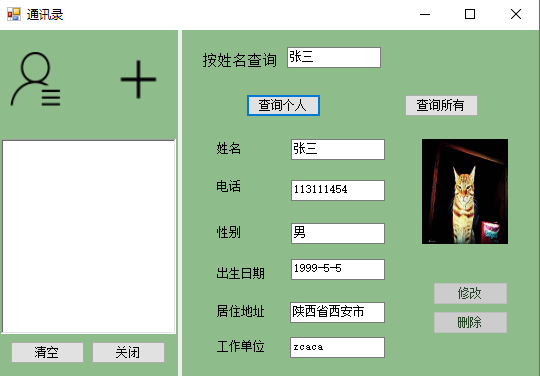 通讯录
按姓名查询 张三
查询个人 查询所有
姓名 张三
电话 113111454
性别 男
出生日期 1999-5-5
居住地址 陕西省西安市
工作单位 zcaca
修改
删除
清空 关闭